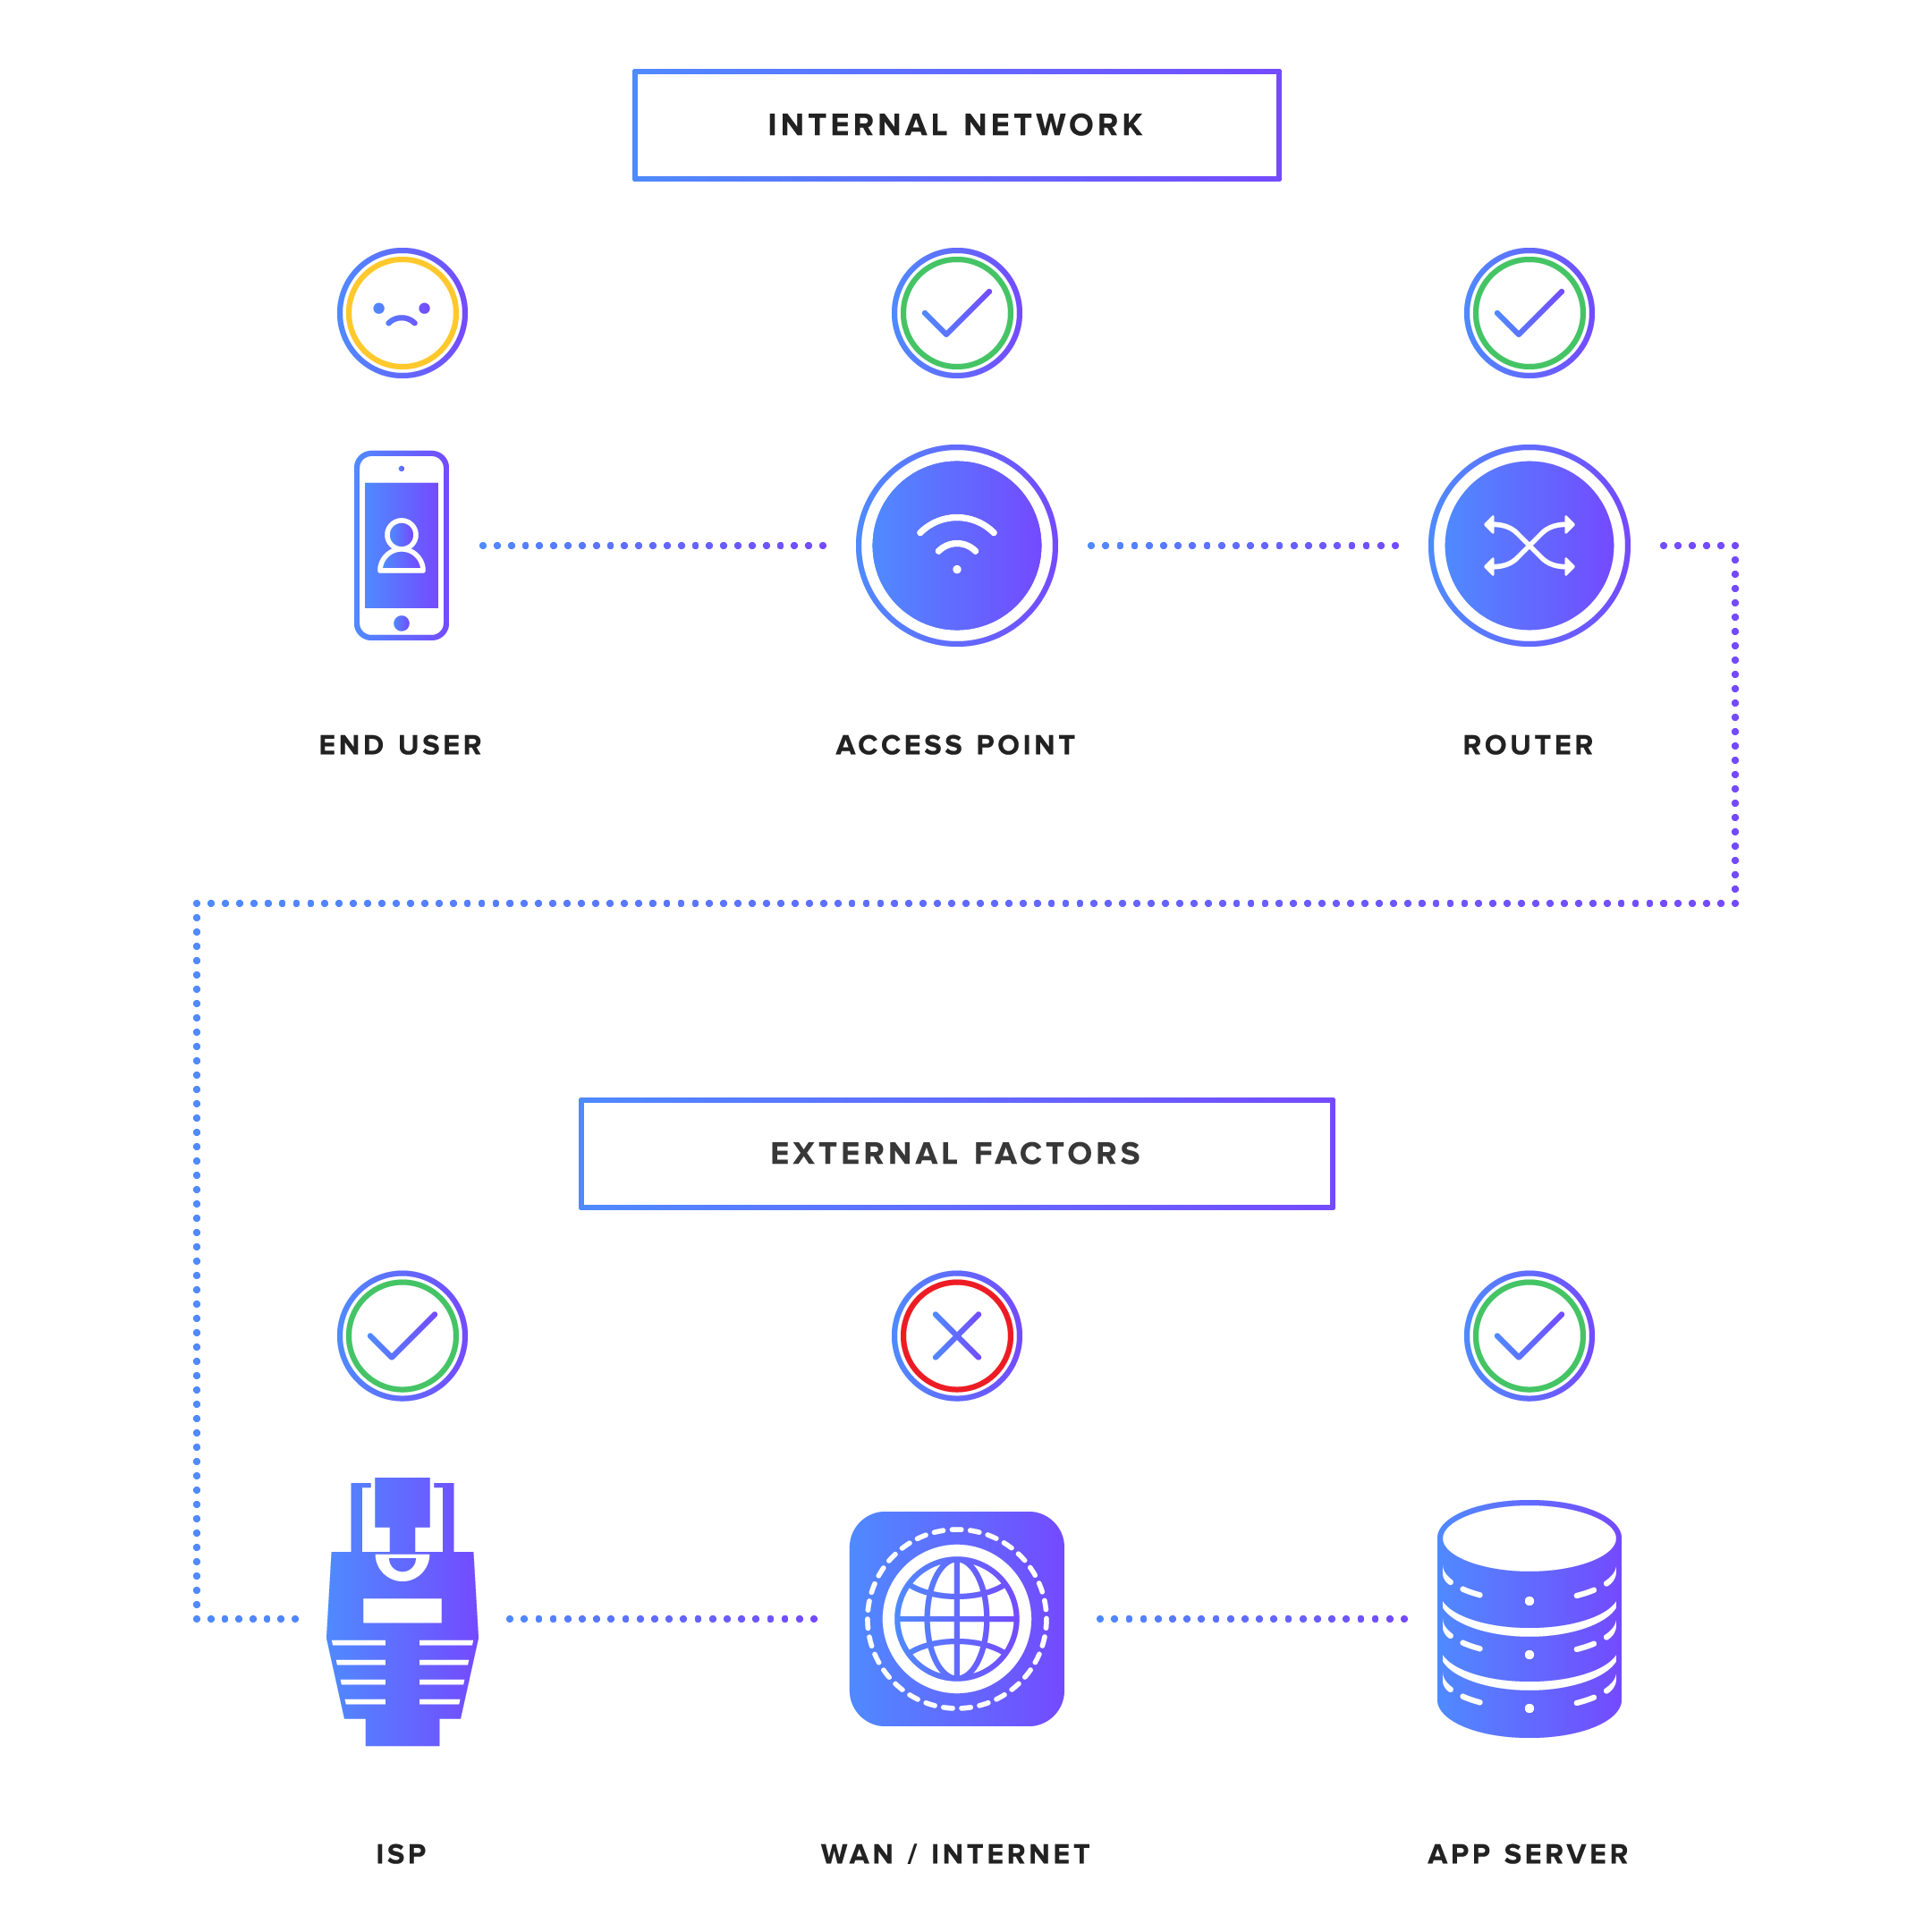 INTERNAL NETWORK
END USER
ACCESS POINT
ROUTER
EXTERNAL FACTORS
ISP
WAN / INTERNET
APP SERVER